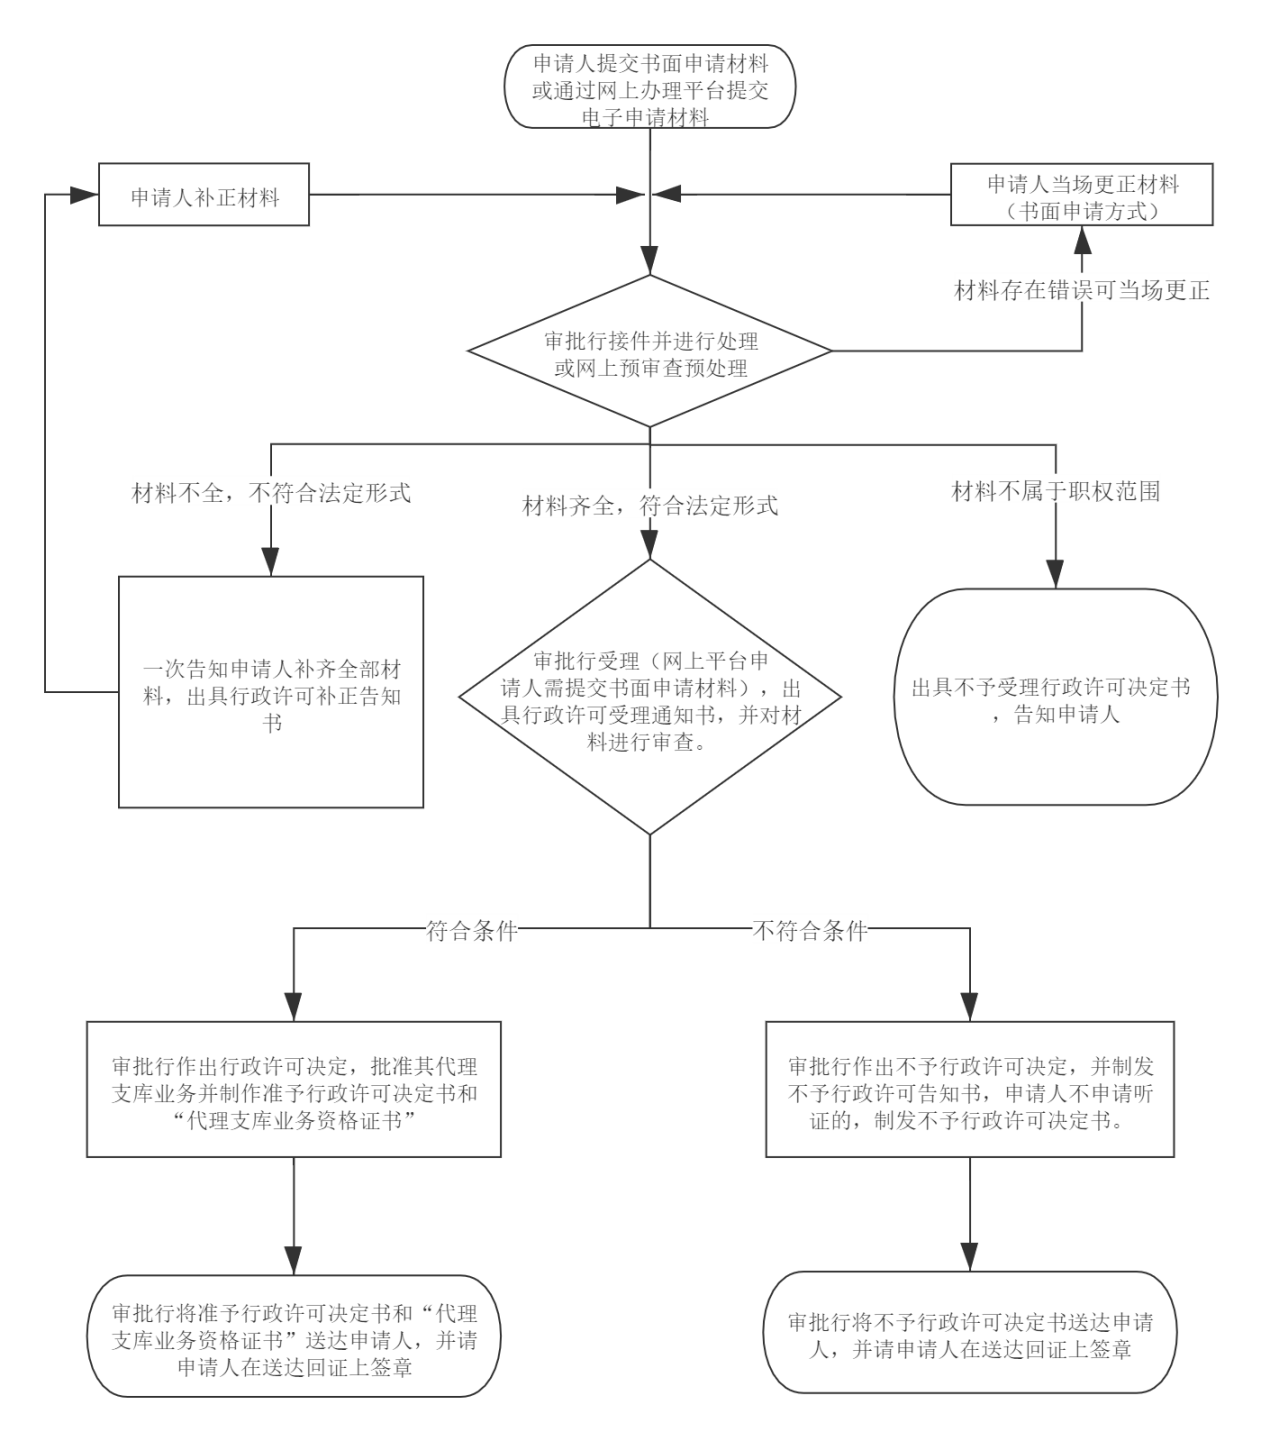 申请人提交书面申请材料
或通过网上办理平台提交
电子申请材料
申请人补正材料
申请人当场更正材料
（书面申请方式）
材料存在错误可当场更正
审批行接件并进行处理
或网上预审查预处理
材料不全，不符合法定形式
材料齐全，符合法定形式
材料不属于职权范围
一次告知申请人补齐全部材
料，出具行政许可补正告知
书
审批行受理（网上平台申
请人需提交书面申请材料），出
具行政许可受理通知书，并对材
料进行审查。
出具不予受理行政许可决定书
，告知申请人
符合条件
不符合条件
审批行作出行政许可决定，批准其代理
支库业务并制作准予行政许可决定书和
“代理支库业务资格证书”
审批行作出不予行政许可决定，并制发
不予行政许可告知书，申请人不申请听
证的，制发不予行政许可决定书。
审批行将准予行政许可决定书和“代理
支库业务资格证书”送达申请人，并请
申请人在送达回证上签章
审批行将不予行政许可决定书送达申请
人，并请申请人在送达回证上签章